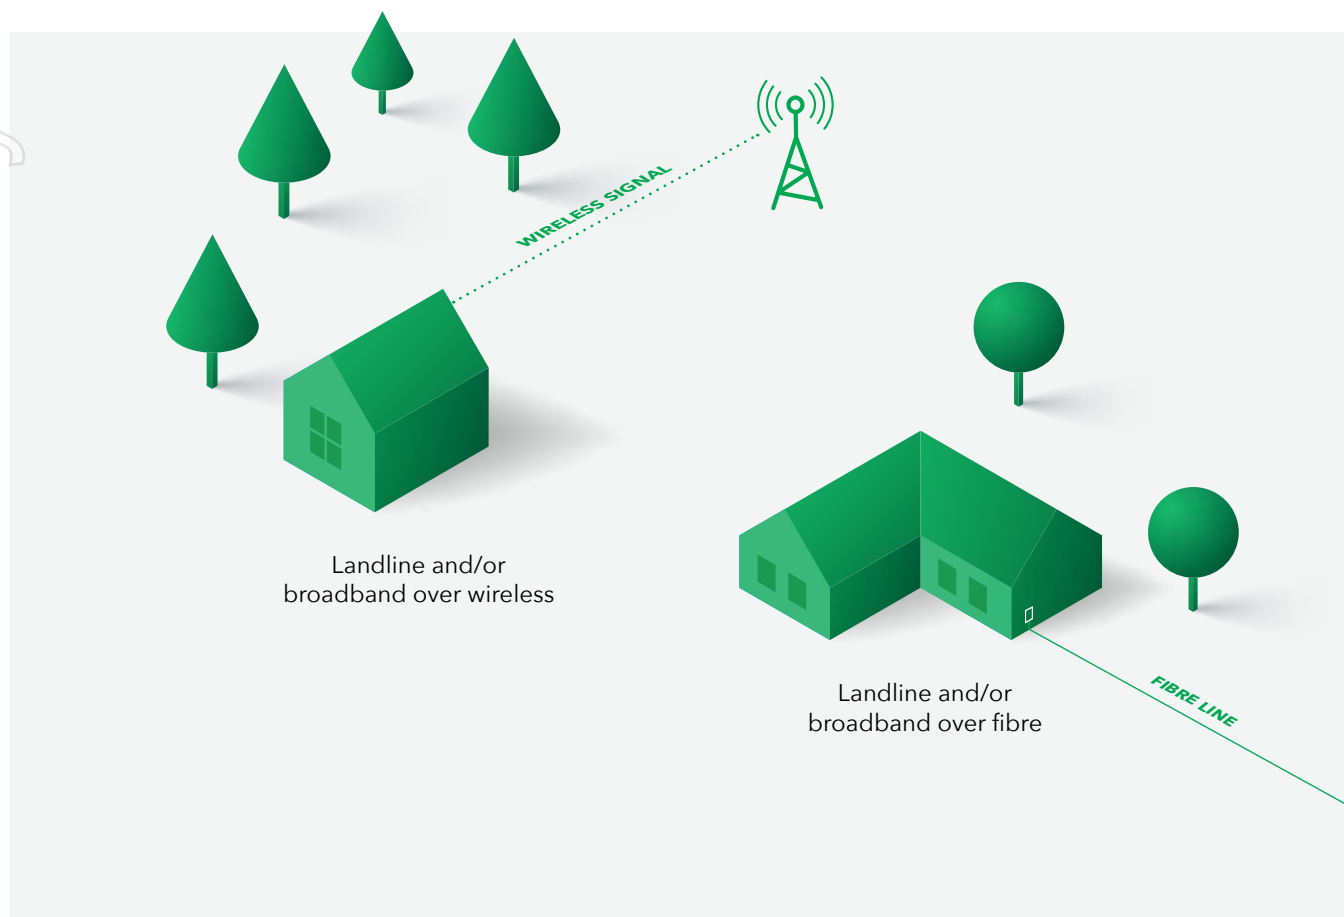 WIRELESS SIGNAL
Landline and/or
broadband over wireless
Landline and/or
broadband over fibre
FIBRE LINE